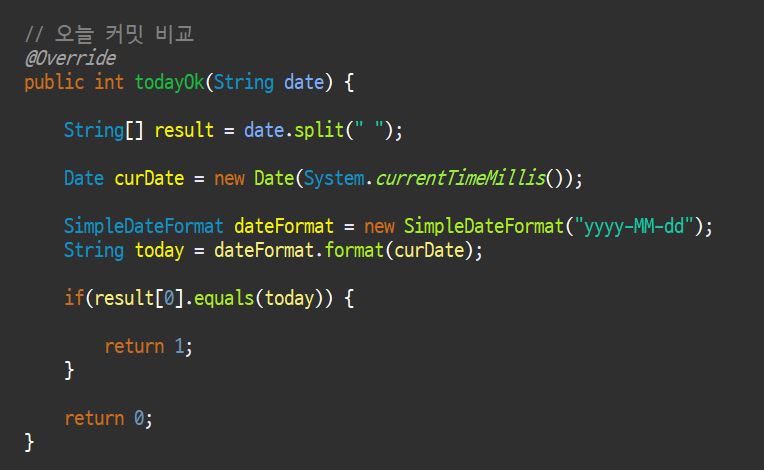 // 오늘 커밋 비교
@Override
public int todayOk(String date) {
String[] result = date.split(" ");
Date curDate = new Date(System.currentTimeMillis());
SimpleDateFormat dateFormat = new SimpleDateFormat("yyyy-MM-dd");
String today = dateFormat.format(curDate);
if(result[0].equals(today)) {
return 1;
}
return 0;
}